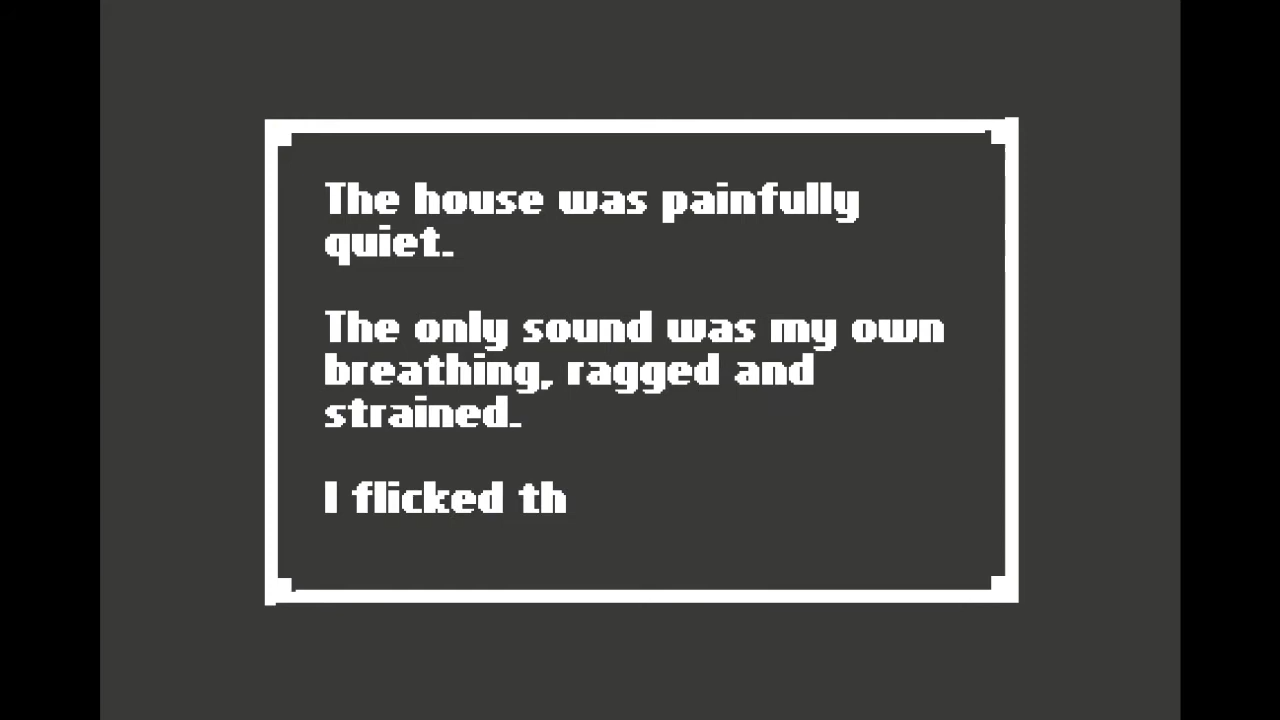 The house was painfully
quiet.
The only sound was my own
breathing, ragged and
strained.
I flicked th